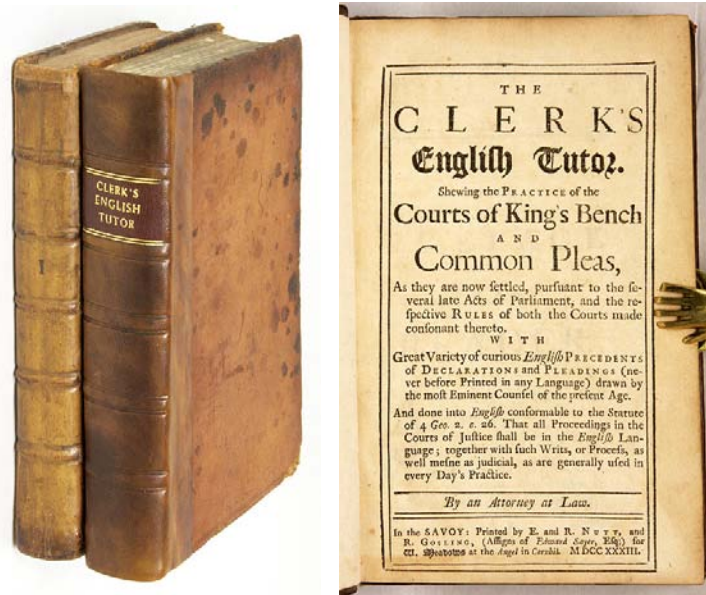 I
CLERK'S
ENGLISH
TUTOR
THE
CLERK'S
Engliſh Tutor.
Shewing the PRACTICE of the
Courts of King's Bench
AND
Common Pleas,
As they are now ſettled, purſuant to the ſe-
veral late Acts of Parliament, and the re-
ſpective RULES of both the Courts made
conſonant thereto.
WITH
Great Variety of curious Engliſh PRECEDENTS
of DECLARATIONS and PLEADINGS (ne-
ver before Printed in any Language) drawn by
the moſt Eminent Counſel of the preſent Age.
And done into Engliſh conformable to the Statute
of 4 Geo. 2. c. 26. That all Proceedings in the
Courts of Juſtice ſhall be in the Engliſh Lan-
guage; together with ſuch Writs, or Proceſs, as
well meſne as judicial, as are generally uſed in
every Day's Practice.
By an Attorney at Law.
In the SAVOY: Printed by E. and R. NUTT, and
R. GOSLING, (Aſſigns of Edward Sayer, Eſq;) for
W. Meadows at the Angel in Cornhil. MDCCXXXIII.